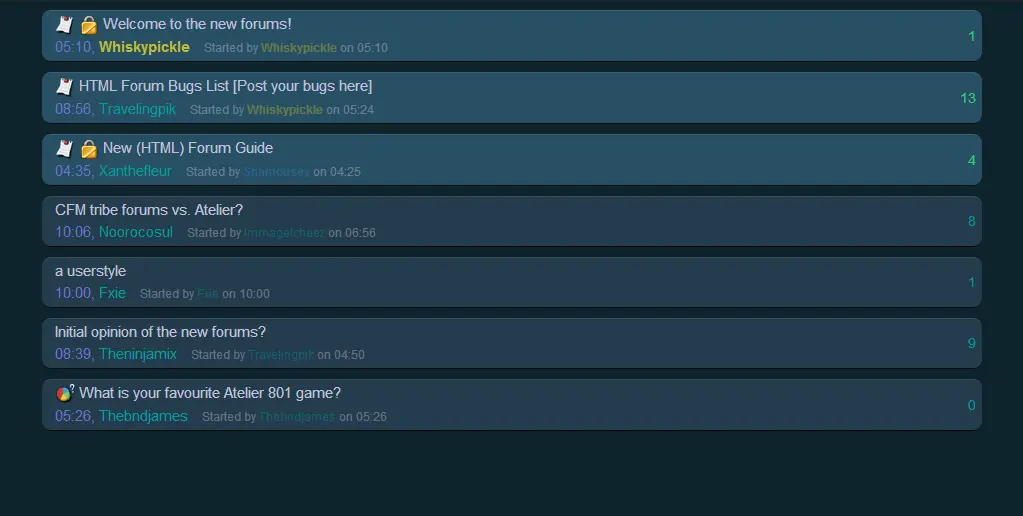 Welcome to the new forums!
1
05:10, Whiskypickle Started by Whiskypickle on 05:10
HTML Forum Bugs List [Post your bugs here]
13
08:56, Travelingpik Started by Whiskypickle on 05:24
New (HTML) Forum Guide
4
04:35, Xanthefleur Started by Shamousey on 04:25
CFM tribe forums vs. Atelier?
8
10:06, Noorocosul Started by Immagetcheez on 06:56
a userstyle
1
10:00, Fxie Started by Fxie on 10:00
Initial opinion of the new forums?
9
08:39, Theninjamix Started by Travelingpik on 04:50
What is your favourite Atelier 801 game?
0
05:26, Thebndjames Started by Thebndjames on 05:26